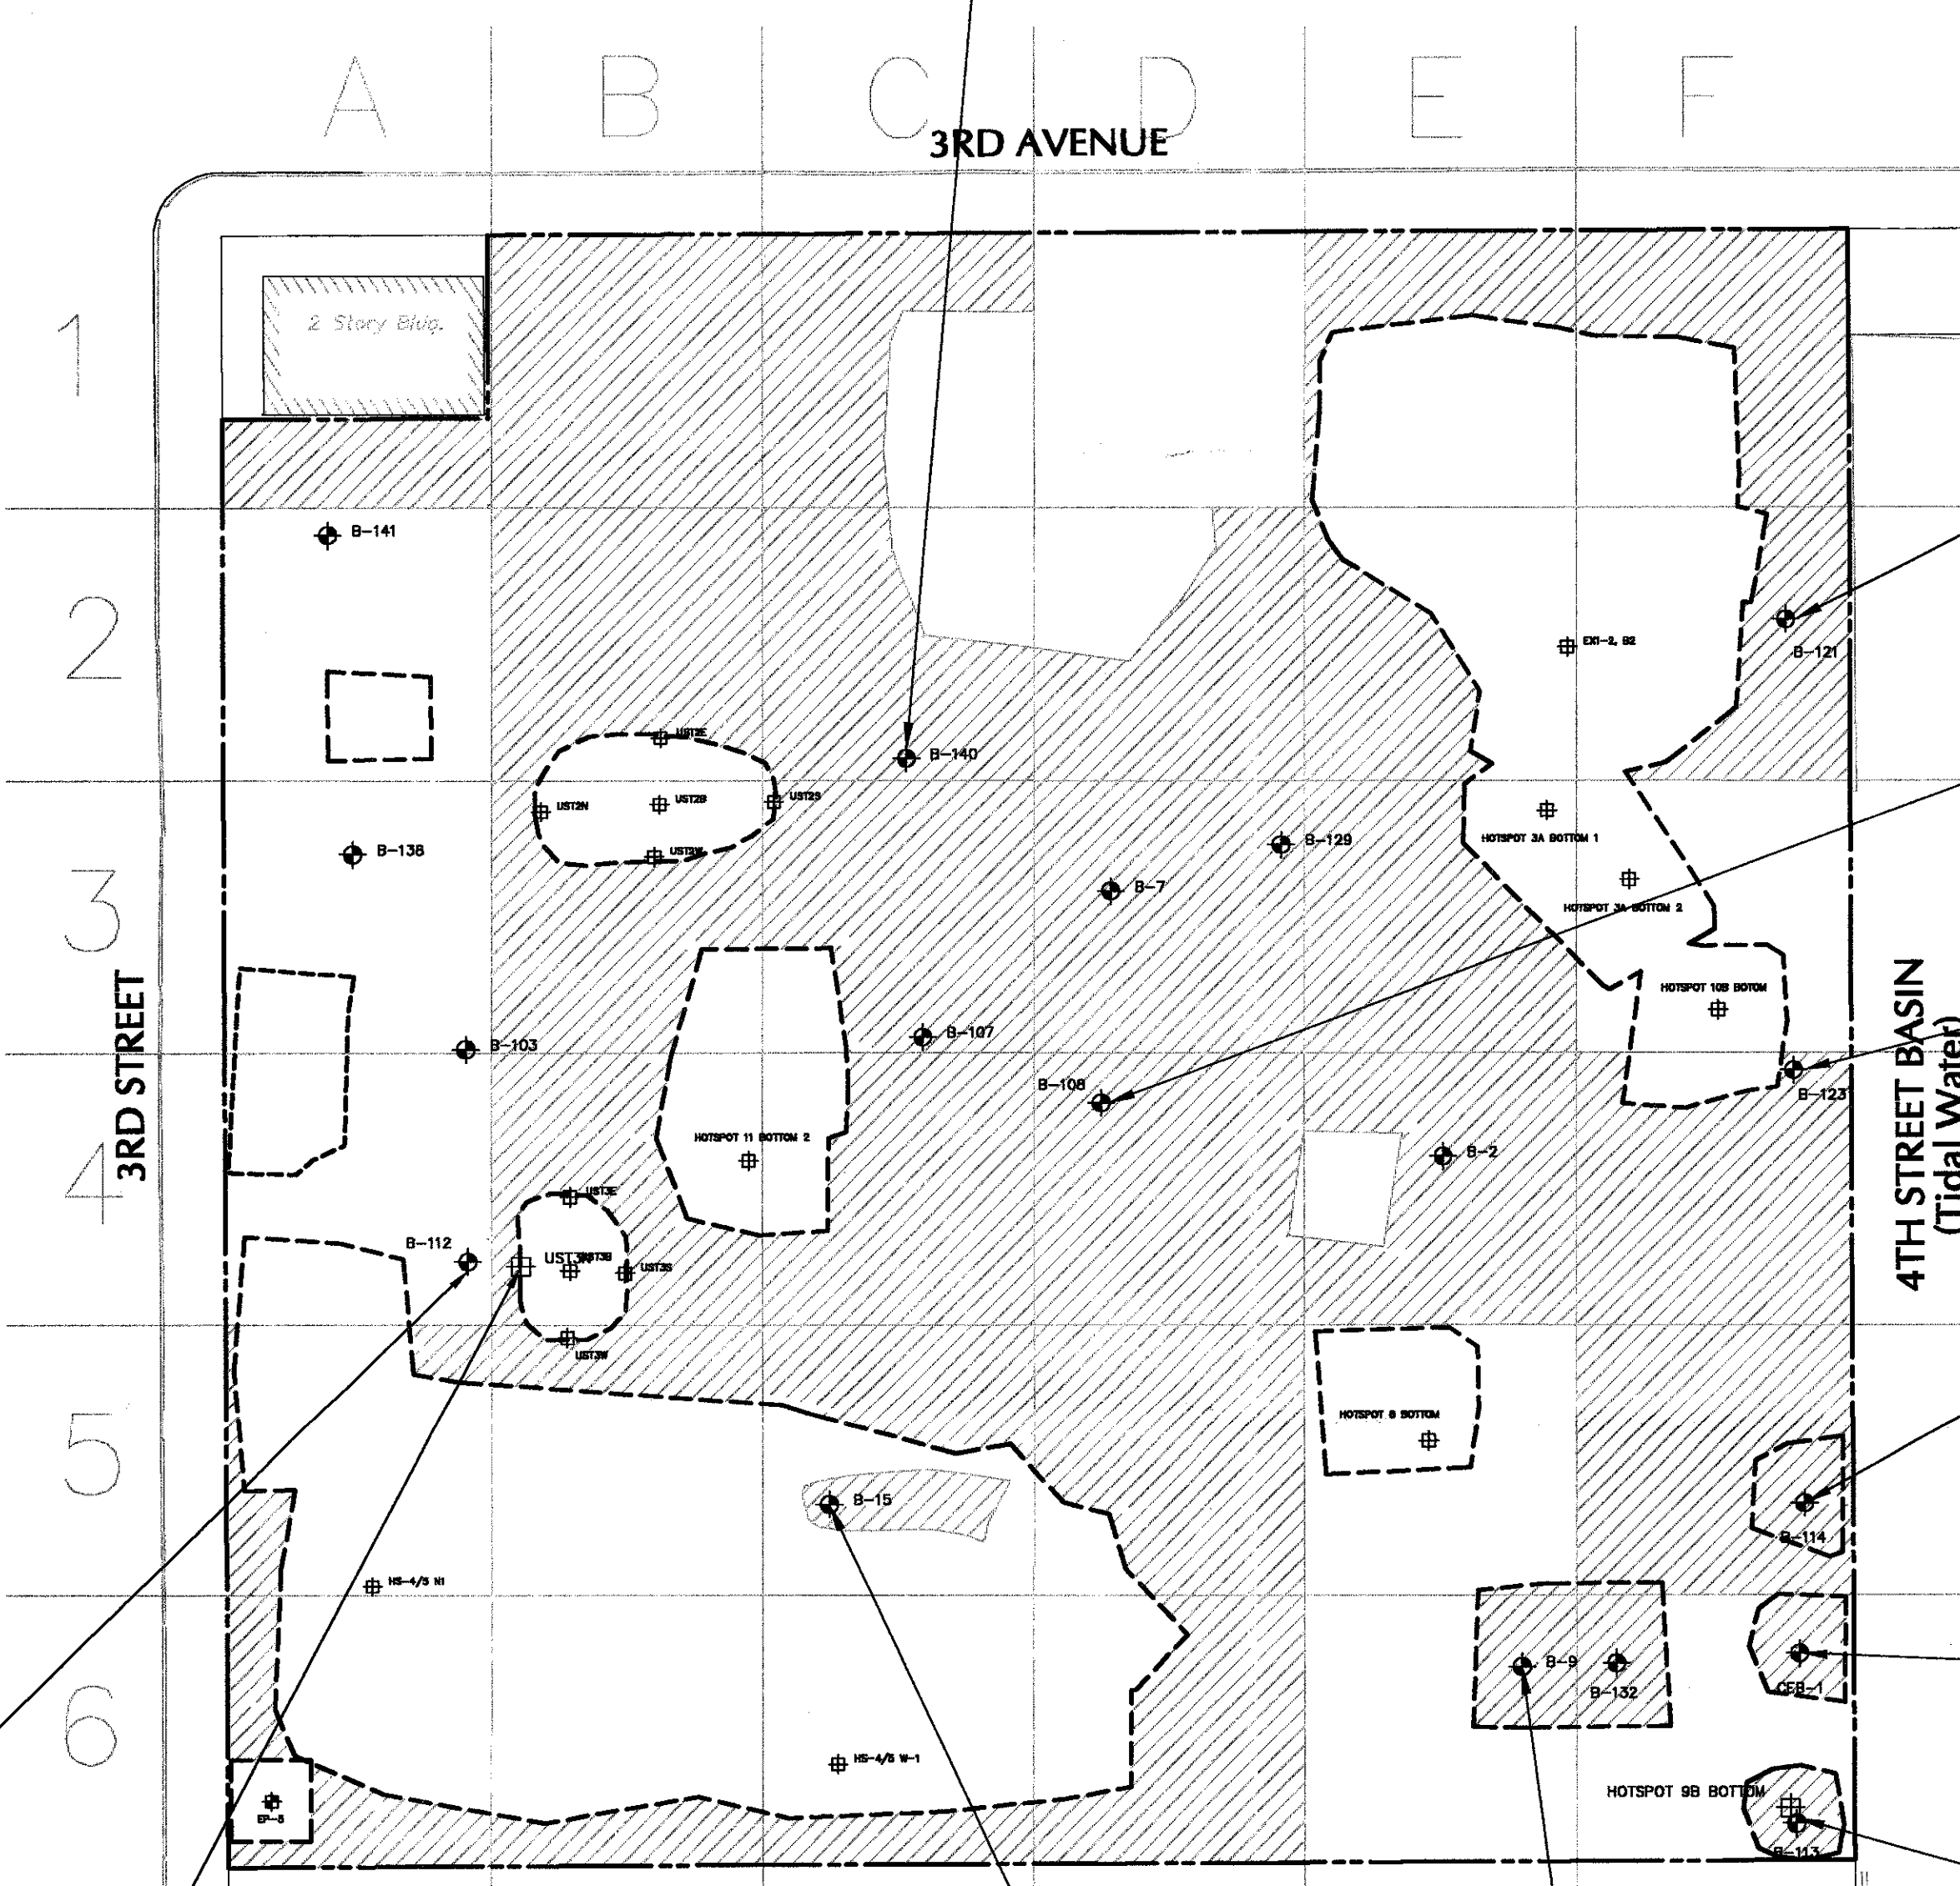 A B C D E F
3RD AVENUE
1
2 Story Bldg.
B-141
2
EX1-2, B2
B-121
UST2E
B-140
UST2N
UST2B
UST2S
HOTSPOT 3A BOTTOM 1
B-129
B-138
UST2W
B-7
3
HOTSPOT 3A BOTTOM 2
HOTSPOT 10B BOTOM
3RD STREET
4TH STREET BASIN
(Tidal Water)
B-107
B-103
B-108
B-123
HOTSPOT 11 BOTTOM 2
B-2
4
UST3E
B-112
UST3N
UST3B
UST3S
UST3W
5
HOTSPOT 8 BOTTOM
B-15
B-114
HS-4/5 N1
B-9
B-132
CFB-1
6
HS-4/5 W-1
HOTSPOT 9B BOTTOM
EP-5
B-113